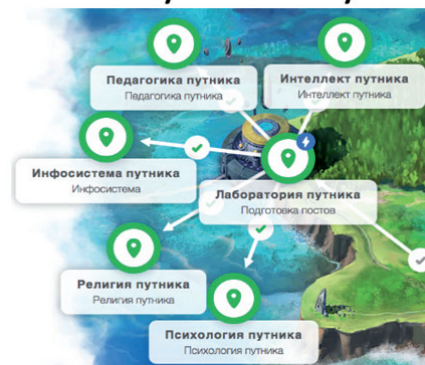 Педагогика путника
Педагогика путника
Интеллект путника
Интеллект путника
Инфосистема путника
Инфосистема
Лаборатория путника
Подготовка постов
Религия путника
Религия путника
Психология путника
Психология путника